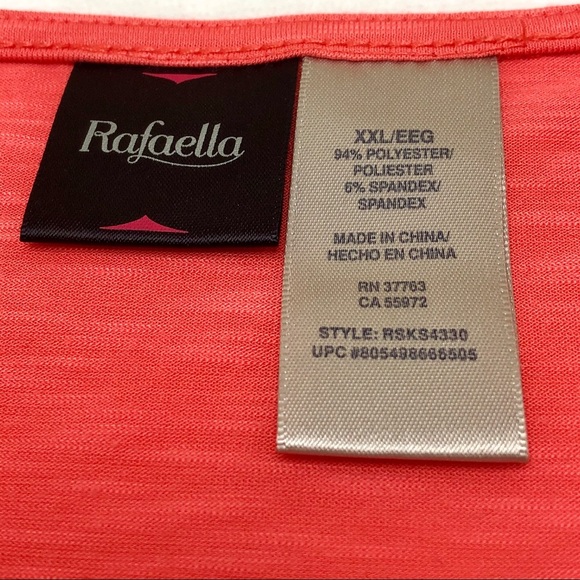 Rafaella
XXL/EEG
94% POLYESTER/
POLIESTER
6% SPANDEX/
SPANDEX
MADE IN CHINA/
HECHO EN CHINA
RN 37763
CA 55972
STYLE: RSKS4330
UPC #805498666505